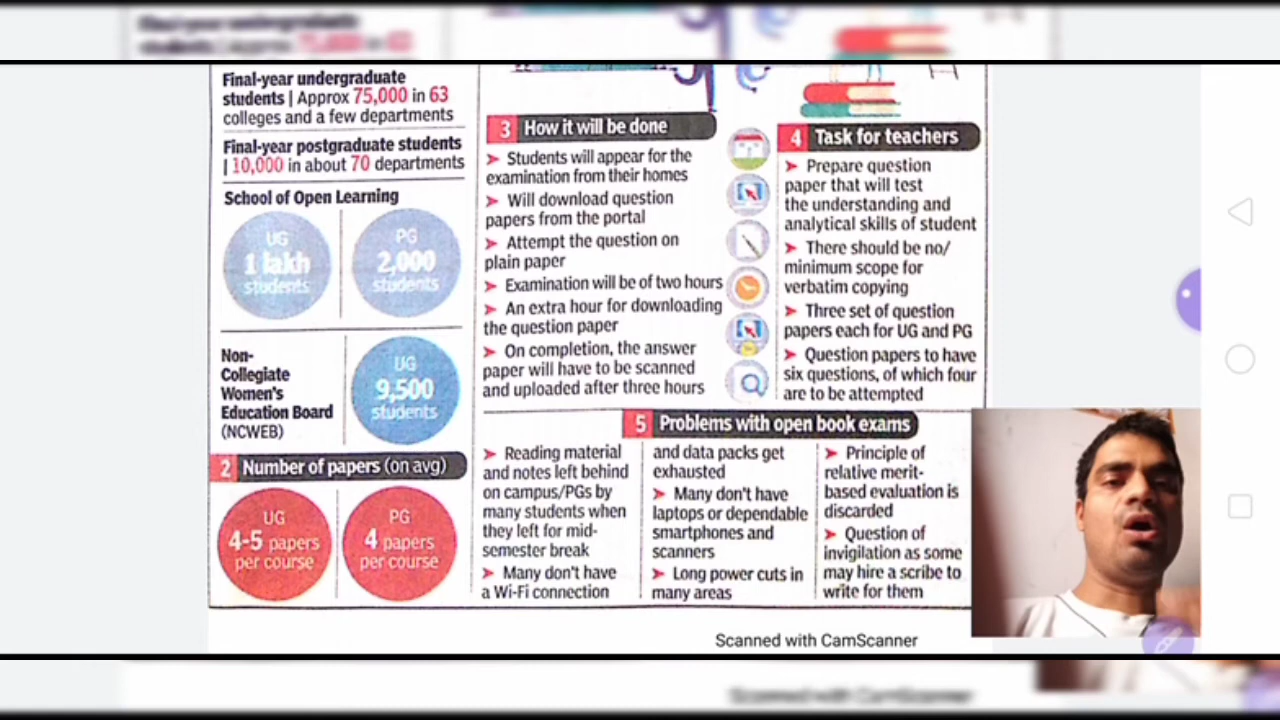 Final-year undergraduate
students | Approx 75,000 in 63
colleges and a few departments
Final-year postgraduate students
| 10,000 in about 70 departments
School of Open Learning
UG
1 lakh
students
PG
2,000
students
Non-
Collegiate
Women's
Education Board
(NCWEB)
UG
9,500
students
2 Number of papers (on avg)
UG
4-5 papers
per course
PG
4 papers
per course
3 How it will be done
➤ Students will appear for the
examination from their homes
➤ Will download question
papers from the portal
➤ Attempt the question on
plain paper
➤ Examination will be of two hours
➤ An extra hour for downloading
the question paper
➤ On completion, the answer
paper will have to be scanned
and uploaded after three hours
4 Task for teachers
➤ Prepare question
paper that will test
the understanding and
analytical skills of student
➤ There should be no/
minimum scope for
verbatim copying
➤ Three set of question
papers each for UG and PG
➤ Question papers to have
six questions, of which four
are to be attempted
5 Problems with open book exams
➤ Reading material
and notes left behind
on campus/PGs by
many students when
they left for mid-
semester break
➤ Many don't have
a Wi-Fi connection
and data packs get
exhausted
➤ Many don't have
laptops or dependable
smartphones and
scanners
➤ Long power cuts in
many areas
➤ Principle of
relative merit-
based evaluation is
discarded
➤ Question of
invigilation as some
may hire a scribe to
write for them
Scanned with CamScanner